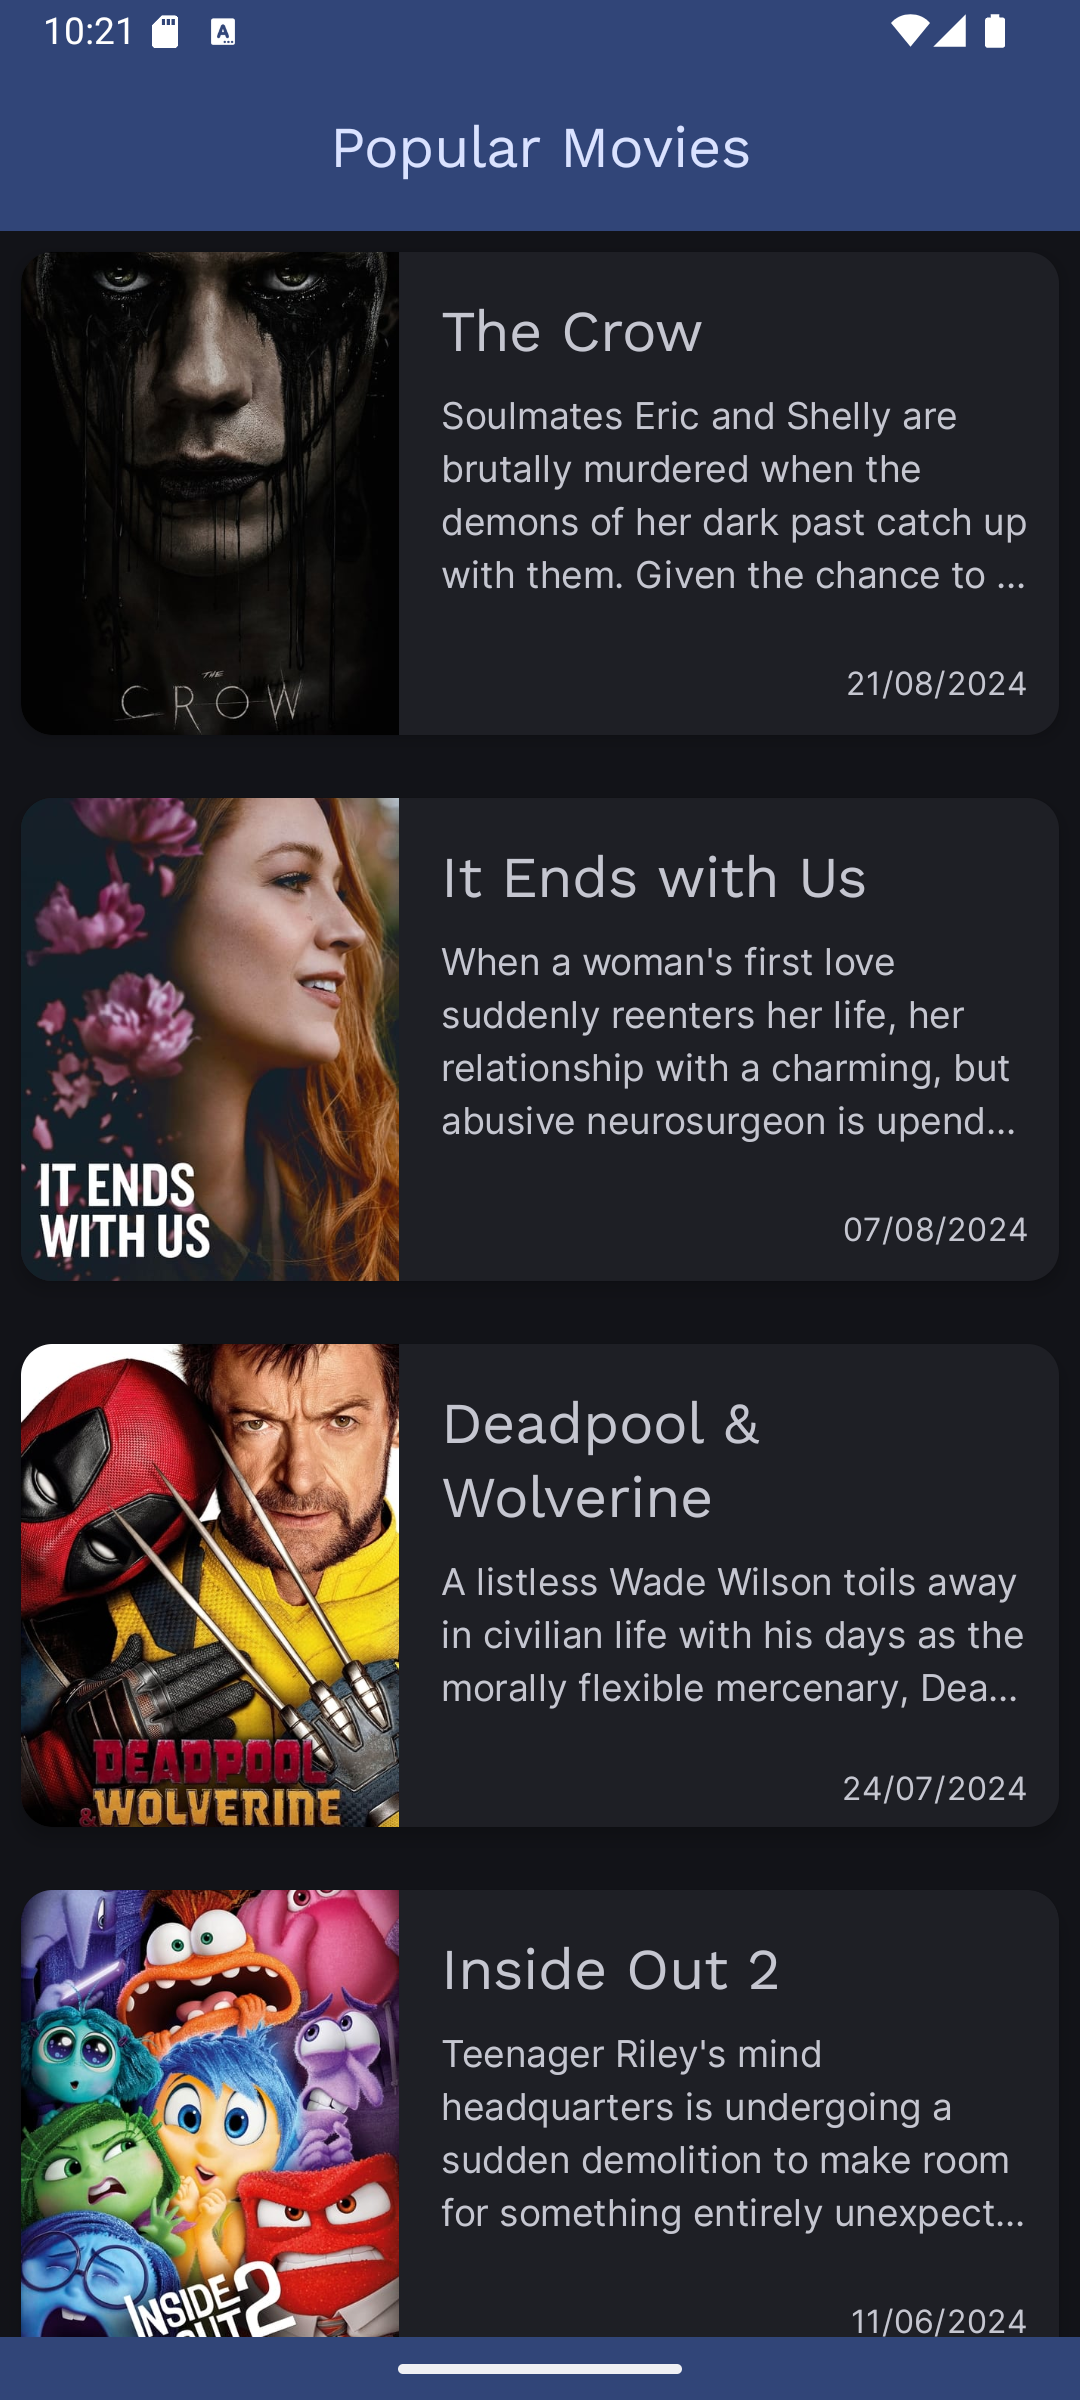 10:21
Popular Movies
THE
CROW
The Crow
Soulmates Eric and Shelly are
brutally murdered when the
demons of her dark past catch up
with them. Given the chance to ...
21/08/2024
IT ENDS
WITH US
It Ends with Us
When a woman's first love
suddenly reenters her life, her
relationship with a charming, but
abusive neurosurgeon is upend...
07/08/2024
DEADPOOL
&WOLVERINE
Deadpool &
Wolverine
A listless Wade Wilson toils away
in civilian life with his days as the
morally flexible mercenary, Dea...
24/07/2024
INSIDE
OUT 2
Inside Out 2
Teenager Riley's mind
headquarters is undergoing a
sudden demolition to make room
for something entirely unexpect...
11/06/2024